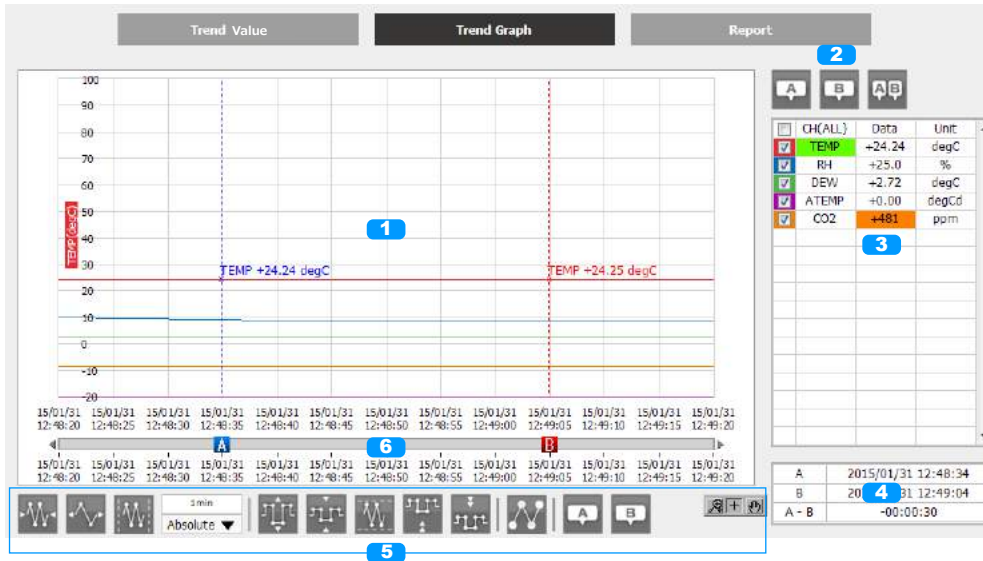 Trend Value Trend Graph Report
2
A B A B
100
90
80
70
60
50
40
30
20
10
0
-10
-20
TEMP(degC)
1
TEMP +24.24 degC TEMP +24.25 degC
15/01/31 15/01/31 15/01/31 15/01/31 15/01/31 15/01/31 15/01/31 15/01/31 15/01/31 15/01/31 15/01/31 15/01/31 15/01/31
12:48:20 12:48:25 12:48:30 12:48:35 12:48:40 12:48:45 12:48:50 12:48:55 12:49:00 12:49:05 12:49:10 12:49:15 12:49:20
A 6 B
15/01/31 15/01/31 15/01/31 15/01/31 15/01/31 15/01/31 15/01/31 15/01/31 15/01/31 15/01/31 15/01/31 15/01/31 15/01/31
12:48:20 12:48:25 12:48:30 12:48:35 12:48:40 12:48:45 12:48:50 12:48:55 12:49:00 12:49:05 12:49:10 12:49:15 12:49:20
CH(ALL) Data Unit
TEMP +24.24 degC
RH +25.0 %
DEW +2.72 degC
ATEMP +0.00 degCd
CO2 +481 ppm
3
A 2015/01/31 12:48:34
B 20 4 31 12:49:04
A - B -00:00:30
1min
Absolute
A B
5